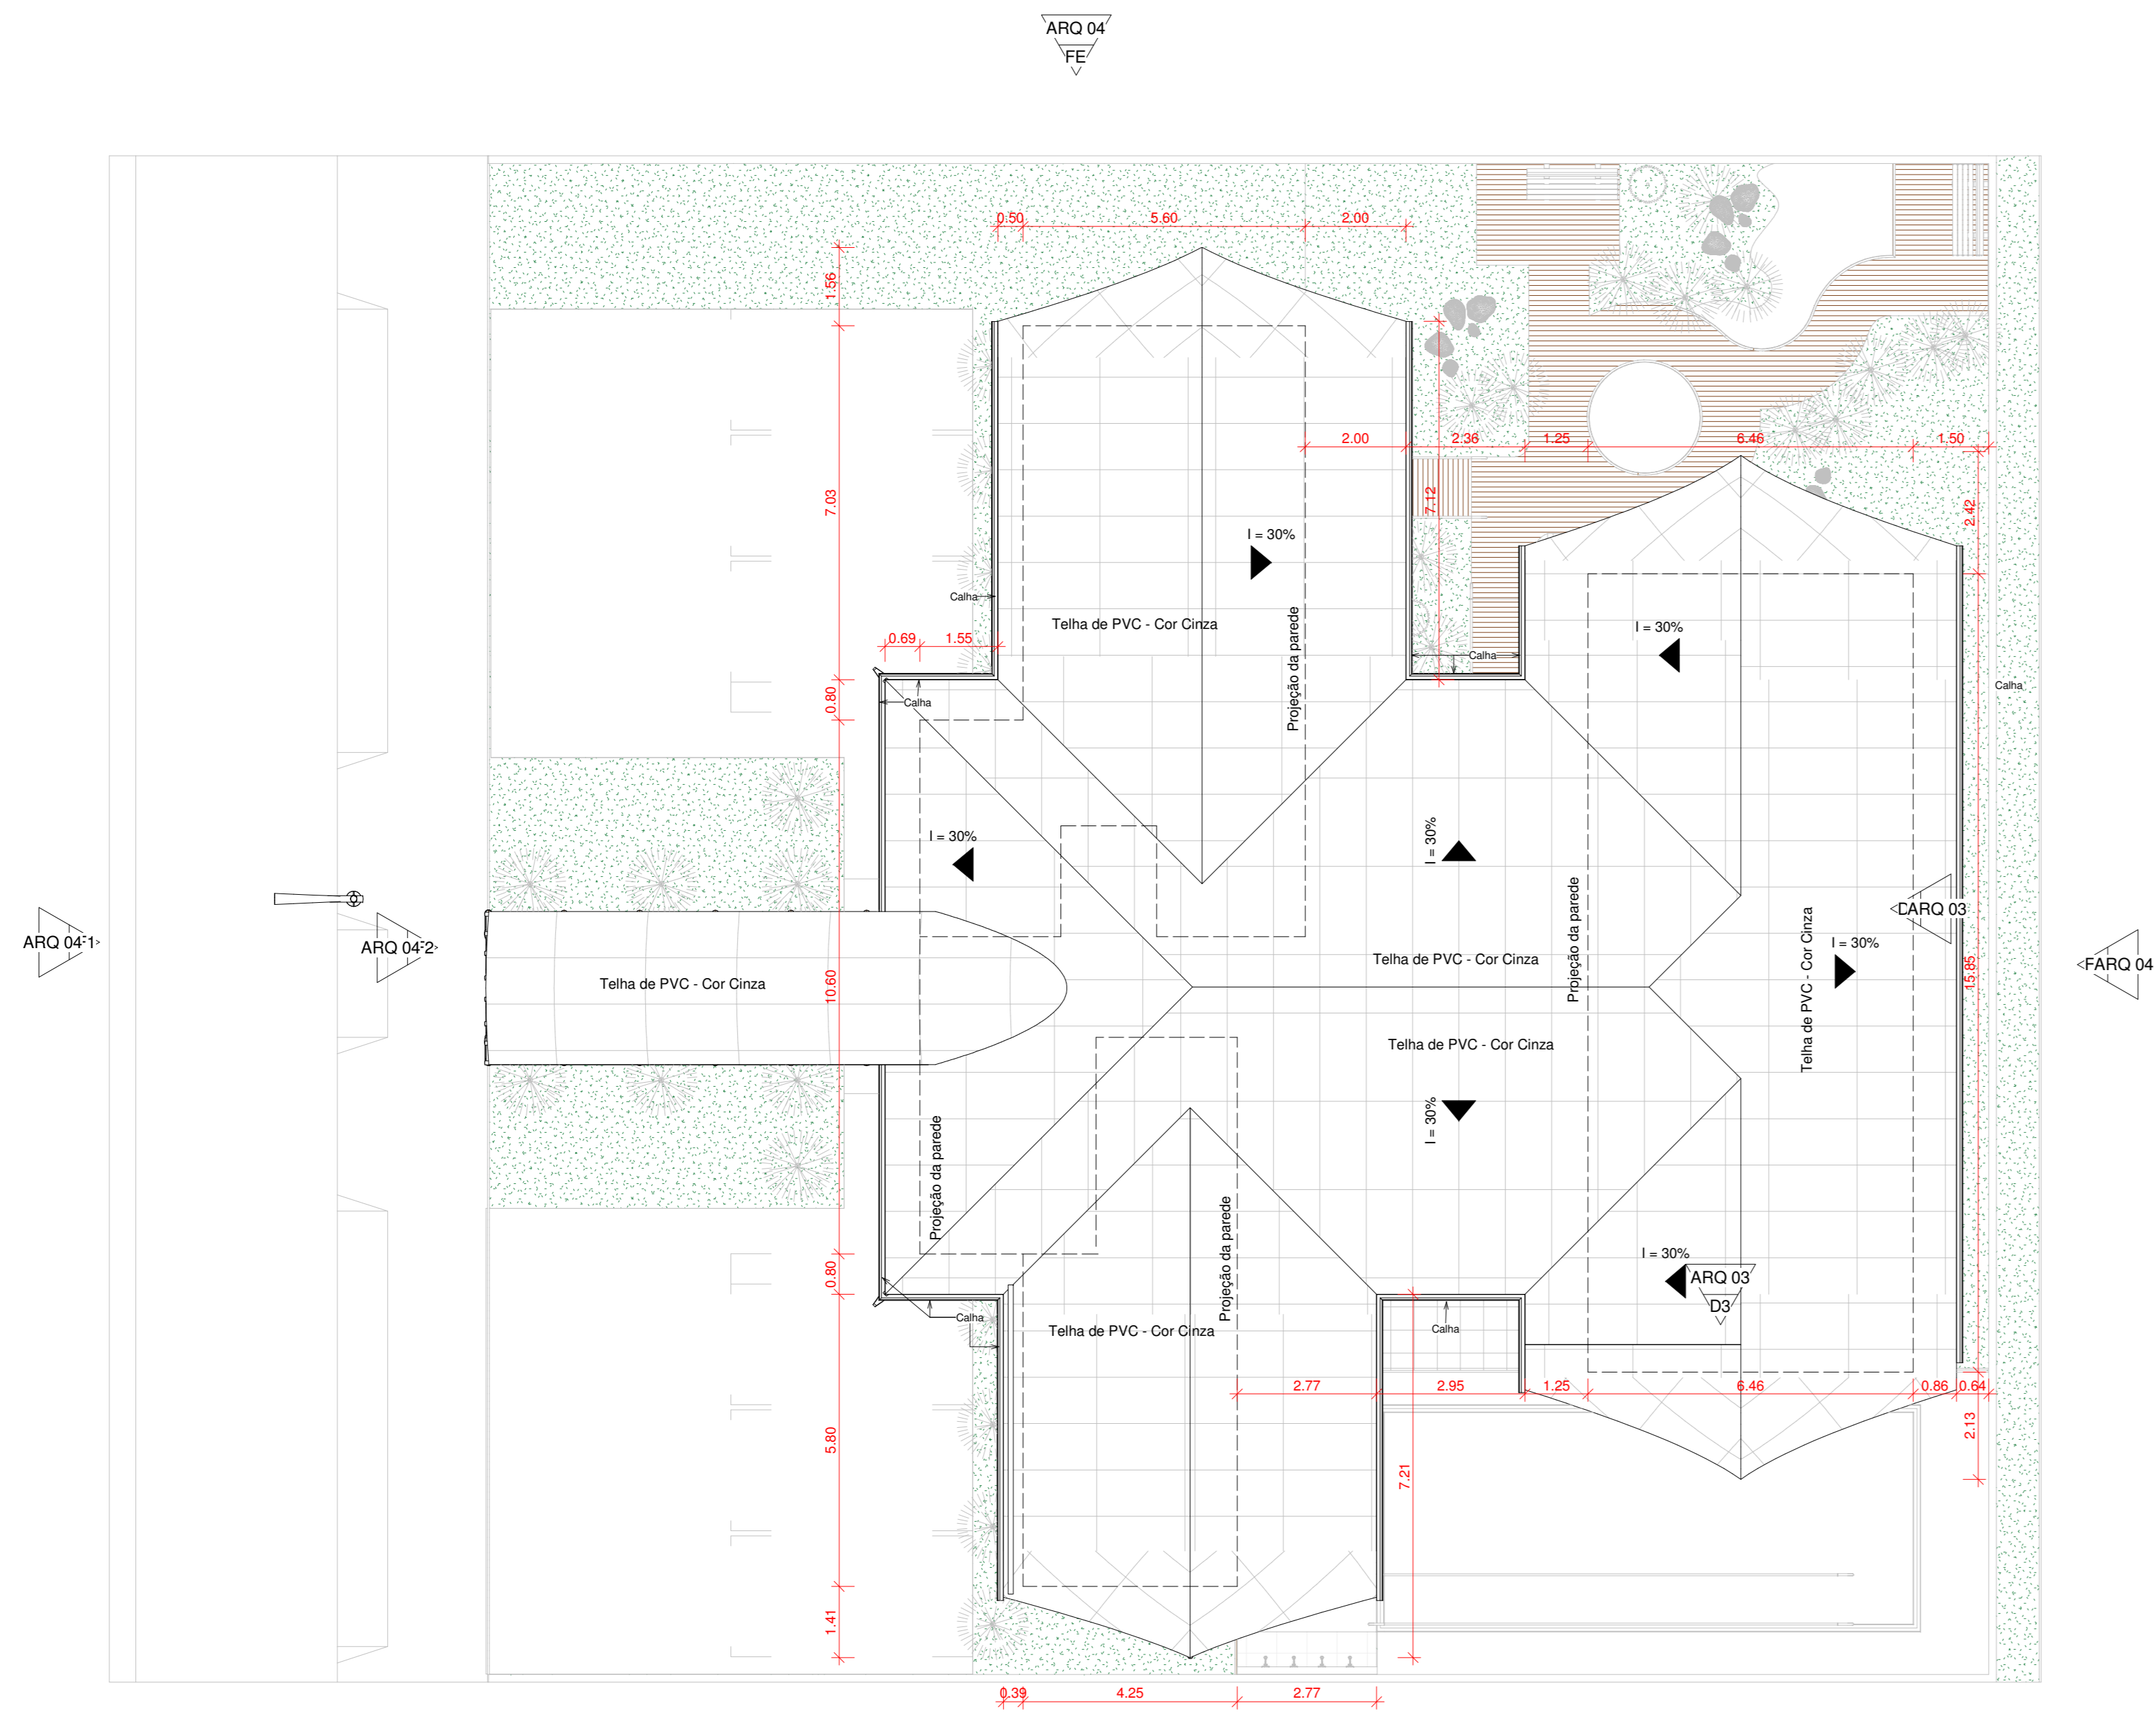 ARQ 04
FE
0.50
5.60
2.00
1.56
2.00
2.36
1.25
6.46
1.50
7.03
7.12
2.42
I = 30%
Calha
Telha de PVC - Cor Cinza
Projeção da parede
I = 30%
0.69
1.55
Calha
Calha
0.80
Calha
I = 30%
I = 30%
ARQ 04
ARQ 04
2
10.60
Telha de PVC - Cor Cinza
Telha de PVC - Cor Cinza
Projeção da parede
Telha de PVC - Cor Cinza
ARQ 03
I = 30%
15.85
FARQ 04
Telha de PVC - Cor Cinza
I = 30%
Projeção da parede
Projeção da parede
I = 30%
ARQ 03
D3
0.80
Calha
Telha de PVC - Cor Cinza
Calha
2.77
2.95
1.25
6.46
0.86
0.64
2.13
5.80
7.21
1.41
0.39
4.25
2.77